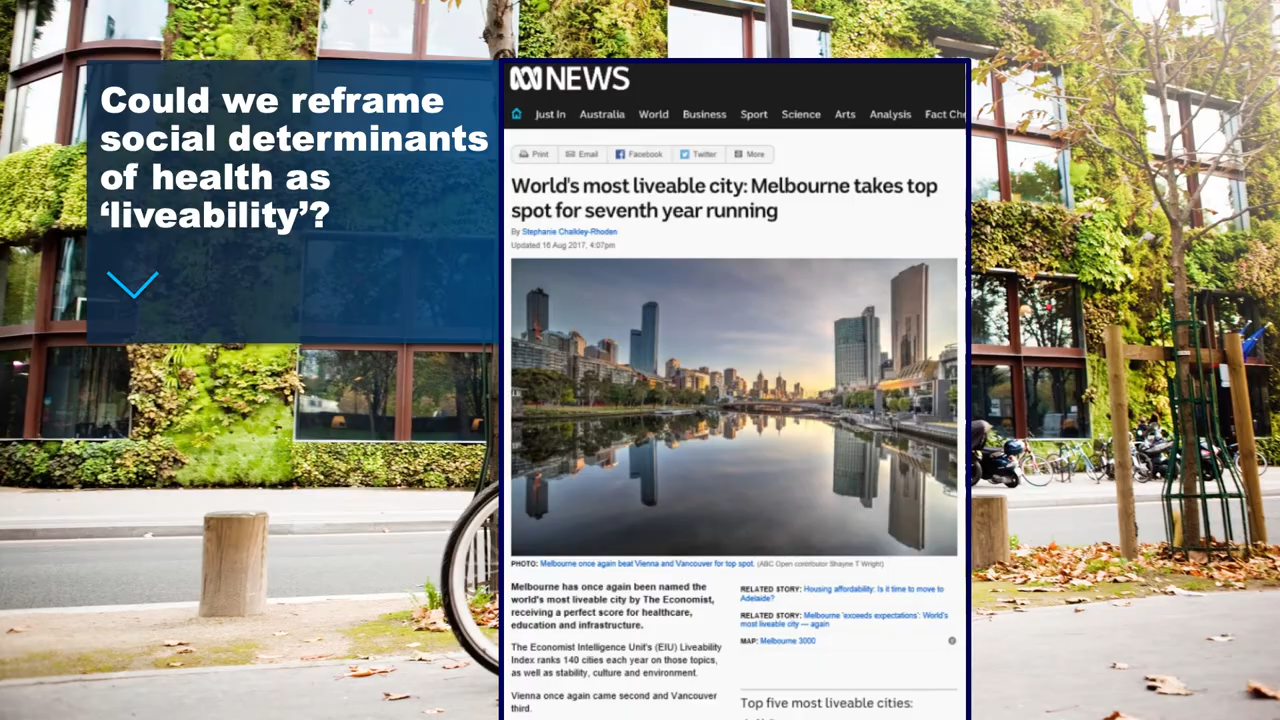 Could we reframe
social determinants
of health as
‘liveability’?
NEWS
Just In Australia World Business Sport Science Arts Analysis Fact
Print Email Facebook Twitter More
World's most liveable city: Melbourne takes top
spot for seventh year running
By Stephanie Chalkley-Rhoden
Updated 16 Aug 2017, 4:07pm
PHOTO: Melbourne once again beat Vienna and Vancouver for top spot. (ABC Open contributor Shayne T Wright)
Melbourne has once again been named the
world's most liveable city by The Economist,
receiving a perfect score for healthcare,
education and infrastructure.
The Economist Intelligence Unit's (EIU) Liveability
Index ranks 140 cities each year on those topics,
as well as stability, culture and environment.
Vienna once again came second and Vancouver
third.
RELATED STORY: Housing affordability: Is it time to move to
Adelaide?
RELATED STORY: Melbourne 'exceeds expectations': World's
most liveable city — again
MAP: Melbourne 3000
Top five most liveable cities: